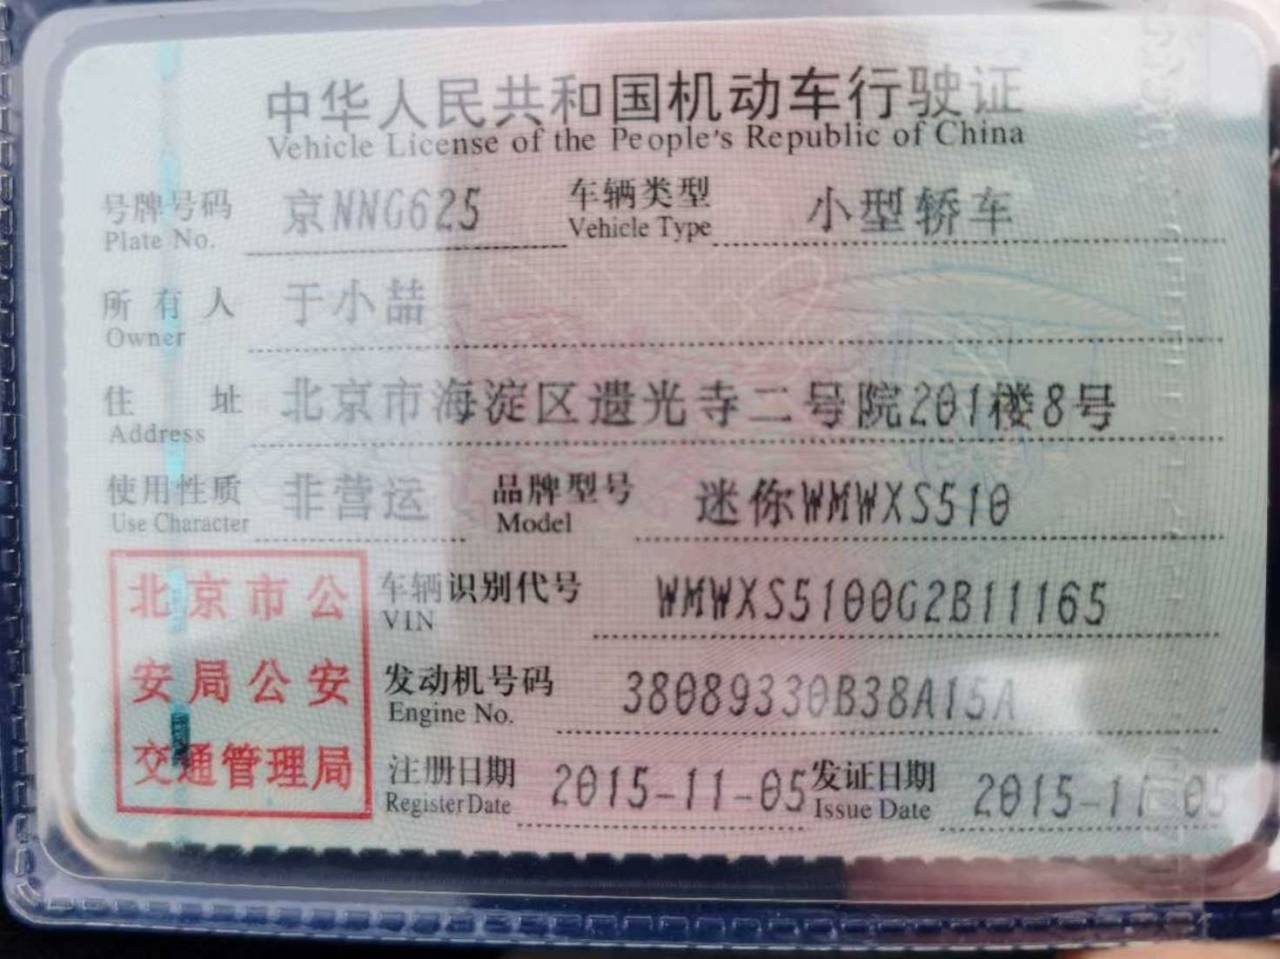 中华人民共和国机动车行驶证
Vehicle License of the People's Republic of China
号牌号码 京NNG625 车辆类型 小型轿车
Plate No. Vehicle Type
所有人 于小喆
Owner
住址 北京市海淀区遗光寺二号院201楼8号
Address
使用性质 非营运 品牌型号 迷你WMWXS510
Use Character Model
北京市公
安局公安
交通管理局
车辆识别代号 WMWXS5100G2B11165
VIN
发动机号码 38089330B38A15A
Engine No.
注册日期 2015-11-05 发证日期 2015-11-05
Register Date Issue Date